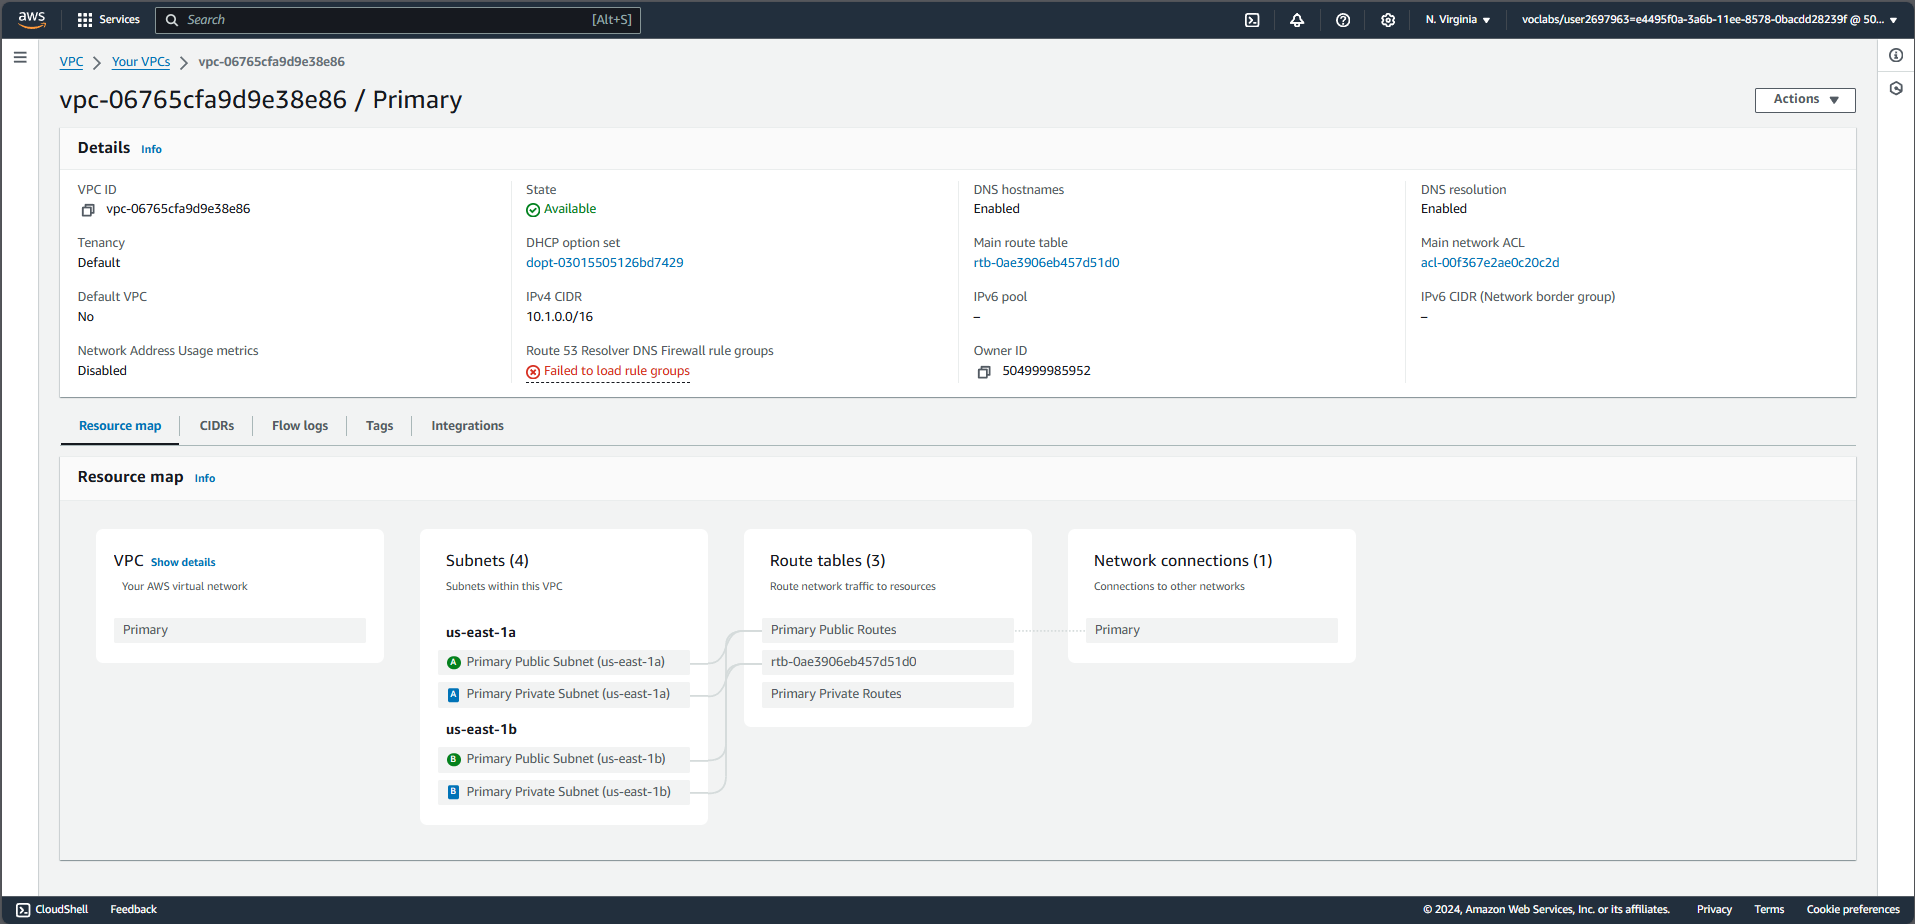 aws Services Search [Alt+S] N. Virginia voclabs/user2697963=e4495f0a-3a6b-11ee-8578-0bacdd28239f @ 50...
VPC Your VPCs vpc-06765cfa9d9e38e86
vpc-06765cfa9d9e38e86 / Primary
Actions
Details Info
VPC ID State DNS hostnames DNS resolution
vpc-06765cfa9d9e38e86 Available Enabled Enabled
Tenancy DHCP option set Main route table Main network ACL
Default dopt-03015505126bd7429 rtb-0ae3906eb457d51d0 acl-00f367e2ae0c20c2d
Default VPC IPv4 CIDR IPv6 pool IPv6 CIDR (Network border group)
No 10.1.0.0/16 – –
Network Address Usage metrics Route 53 Resolver DNS Firewall rule groups Owner ID
Disabled Failed to load rule groups 504999985952
Resource map CIDRs Flow logs Tags Integrations
Resource map Info
VPC Show details
Your AWS virtual network
Primary
Subnets (4)
Subnets within this VPC
us-east-1a
A Primary Public Subnet (us-east-1a)
A Primary Private Subnet (us-east-1a)
us-east-1b
B Primary Public Subnet (us-east-1b)
B Primary Private Subnet (us-east-1b)
Route tables (3)
Route network traffic to resources
Primary Public Routes
rtb-0ae3906eb457d51d0
Primary Private Routes
Network connections (1)
Connections to other networks
Primary
CloudShell Feedback © 2024, Amazon Web Services, Inc. or its affiliates. Privacy Terms Cookie preferences